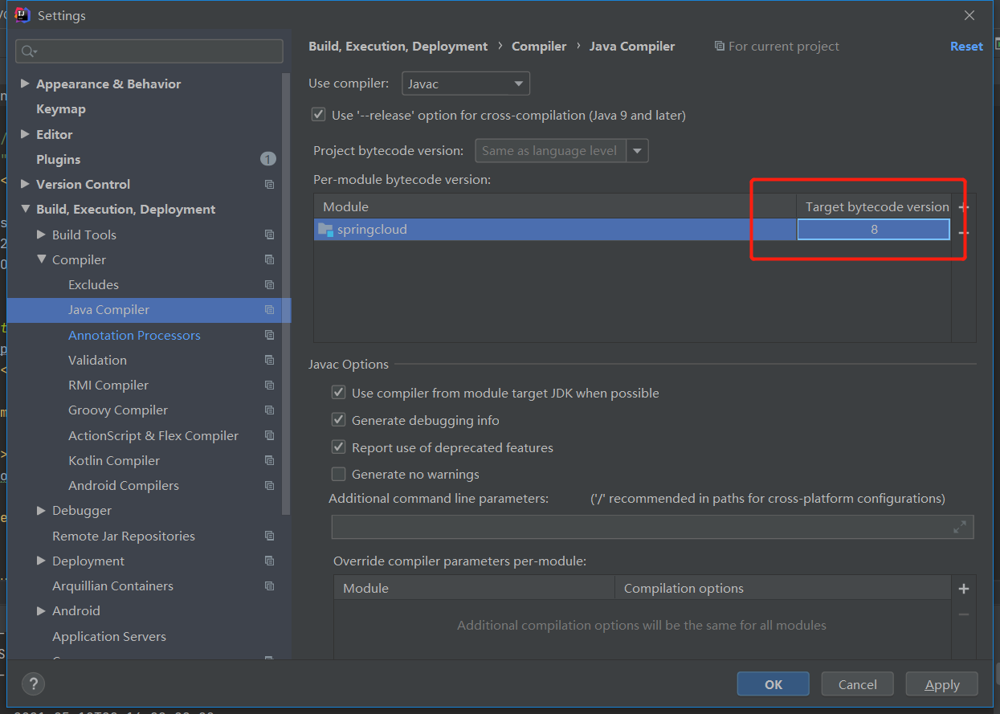 Settings
Build, Execution, Deployment › Compiler › Java Compiler For current project Reset
Appearance & Behavior
Keymap
Editor
Plugins 1
Version Control
Build, Execution, Deployment
Build Tools
Compiler
Excludes
Java Compiler
Annotation Processors
Validation
RMI Compiler
Groovy Compiler
ActionScript & Flex Compiler
Kotlin Compiler
Android Compilers
Debugger
Remote Jar Repositories
Deployment
Arquillian Containers
Android
Application Servers
Use compiler: Javac
Use '--release' option for cross-compilation (Java 9 and later)
Project bytecode version: Same as language level
Per-module bytecode version:
Module Target bytecode version
springcloud 8
Javac Options
Use compiler from module target JDK when possible
Generate debugging info
Report use of deprecated features
Generate no warnings
Additional command line parameters: ('/' recommended in paths for cross-platform configurations)
Override compiler parameters per-module:
Module Compilation options
Additional compilation options will be the same for all modules
? OK Cancel Apply